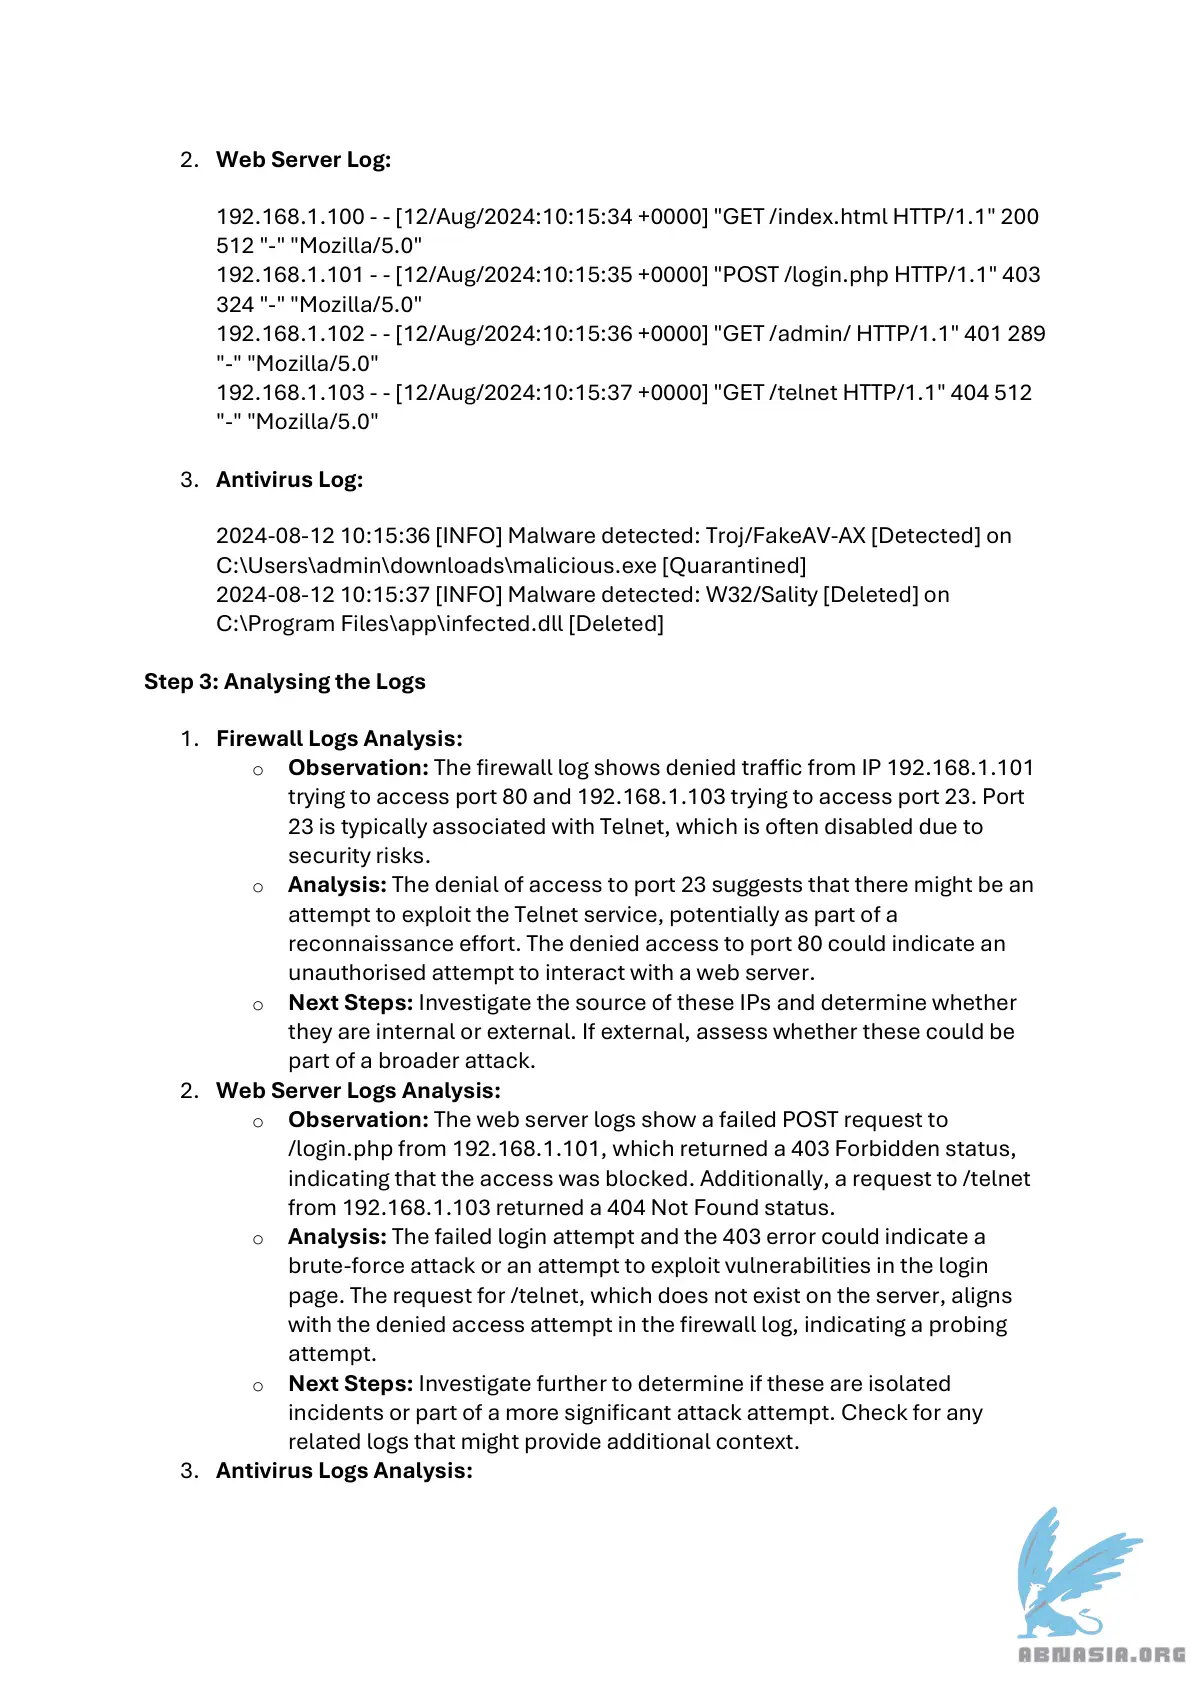 2. Web Server Log:
192.168.1.100 - - [12/Aug/2024:10:15:34 +0000] "GET /index.html HTTP/1.1" 200
512 "-" "Mozilla/5.0"
192.168.1.101 - - [12/Aug/2024:10:15:35 +0000] "POST /login.php HTTP/1.1" 403
324 "-" "Mozilla/5.0"
192.168.1.102 - - [12/Aug/2024:10:15:36 +0000] "GET /admin/ HTTP/1.1" 401 289
"-" "Mozilla/5.0"
192.168.1.103 - - [12/Aug/2024:10:15:37 +0000] "GET /telnet HTTP/1.1" 404 512
"-" "Mozilla/5.0"
3. Antivirus Log:
2024-08-12 10:15:36 [INFO] Malware detected: Troj/FakeAV-AX [Detected] on
C:\Users\admin\downloads\malicious.exe [Quarantined]
2024-08-12 10:15:37 [INFO] Malware detected: W32/Sality [Deleted] on
C:\Program Files\app\infected.dll [Deleted]
Step 3: Analysing the Logs
1. Firewall Logs Analysis:
o Observation: The firewall log shows denied traffic from IP 192.168.1.101
trying to access port 80 and 192.168.1.103 trying to access port 23. Port
23 is typically associated with Telnet, which is often disabled due to
security risks.
o Analysis: The denial of access to port 23 suggests that there might be an
attempt to exploit the Telnet service, potentially as part of a
reconnaissance effort. The denied access to port 80 could indicate an
unauthorised attempt to interact with a web server.
o Next Steps: Investigate the source of these IPs and determine whether
they are internal or external. If external, assess whether these could be
part of a broader attack.
2. Web Server Logs Analysis:
o Observation: The web server logs show a failed POST request to
/login.php from 192.168.1.101, which returned a 403 Forbidden status,
indicating that the access was blocked. Additionally, a request to /telnet
from 192.168.1.103 returned a 404 Not Found status.
o Analysis: The failed login attempt and the 403 error could indicate a
brute-force attack or an attempt to exploit vulnerabilities in the login
page. The request for /telnet, which does not exist on the server, aligns
with the denied access attempt in the firewall log, indicating a probing
attempt.
o Next Steps: Investigate further to determine if these are isolated
incidents or part of a more significant attack attempt. Check for any
related logs that might provide additional context.
3. Antivirus Logs Analysis:
ABNASIA.ORG